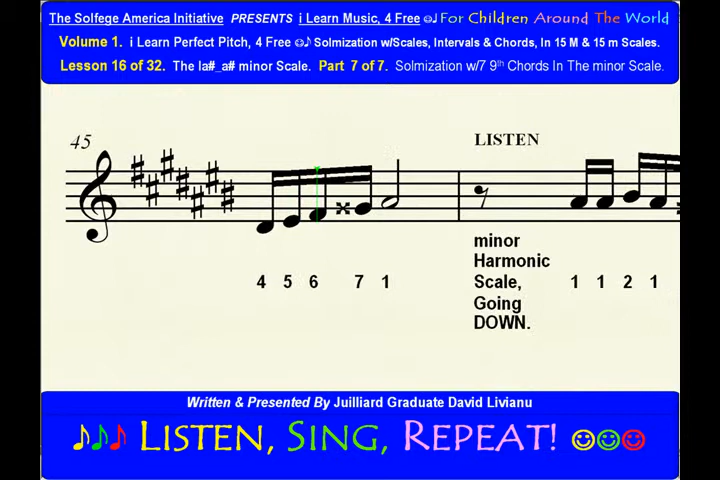 The Solfege America Initiative PRESENTS i Learn Music, 4 Free ☺♩ For Children Around The World
Volume 1. i Learn Perfect Pitch, 4 Free ☺♪ Solmization w/Scales, Intervals & Chords, In 15 M & 15 m Scales.
Lesson 16 of 32. The la#_a# minor Scale. Part 7 of 7. Solmization w/7 9th Chords In The minor Scale.
45
LISTEN
minor
Harmonic
Scale,
Going
DOWN.
4 5 6 7 1 1 1 2 1
Written & Presented By Juilliard Graduate David Livianu
♪♫♪ LISTEN, SING, REPEAT! ☺☺☺